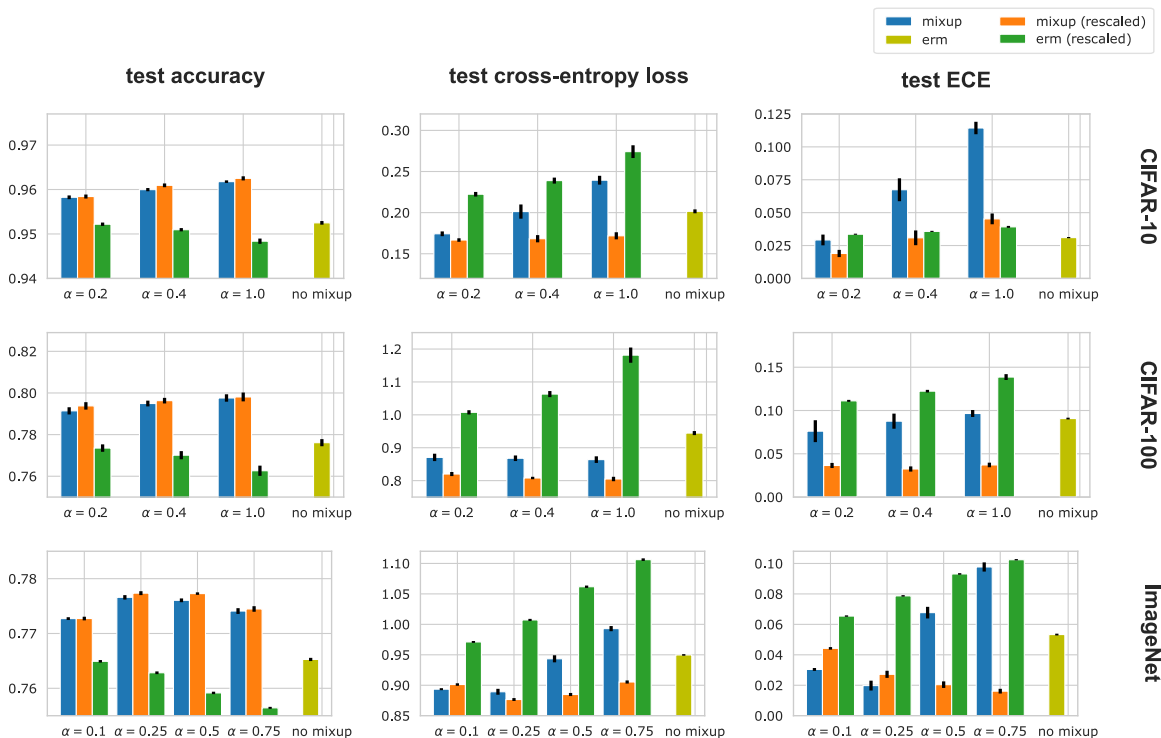 mixup mixup (rescaled)
erm erm (rescaled)
test accuracy test cross-entropy loss test ECE
0.97
0.96
0.95
0.94
α = 0.2 α = 0.4 α = 1.0 no mixup
0.30
0.25
0.20
0.15
α = 0.2 α = 0.4 α = 1.0 no mixup
0.125
0.100
0.075
0.050
0.025
0.000
α = 0.2 α = 0.4 α = 1.0 no mixup
CIFAR-10
0.82
0.80
0.78
0.76
α = 0.2 α = 0.4 α = 1.0 no mixup
1.2
1.1
1.0
0.9
0.8
α = 0.2 α = 0.4 α = 1.0 no mixup
0.15
0.10
0.05
0.00
α = 0.2 α = 0.4 α = 1.0 no mixup
CIFAR-100
0.78
0.77
0.76
α = 0.1 α = 0.25 α = 0.5 α = 0.75 no mixup
1.10
1.05
1.00
0.95
0.90
0.85
α = 0.1 α = 0.25 α = 0.5 α = 0.75 no mixup
0.10
0.08
0.06
0.04
0.02
0.00
α = 0.1 α = 0.25 α = 0.5 α = 0.75 no mixup
ImageNet